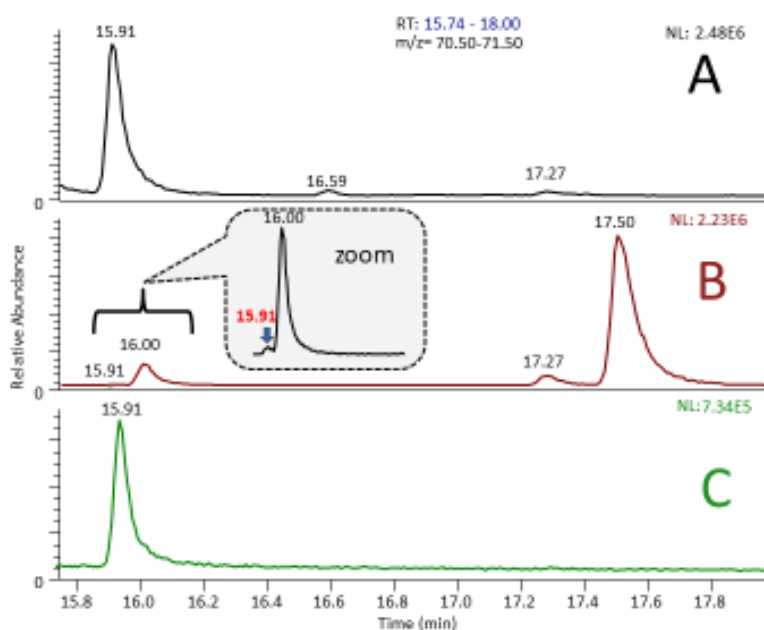 15.91
RT: 15.74 - 18.00
m/z= 70.50-71.50
NL: 2.48E6
A
16.59
17.27
0
16.00
zoom
15.91
17.50
NL: 2.23E6
B
15.91
16.00
17.27
0
Relative Abundance
15.91
NL:7.34E5
C
0
15.8 16.0 16.2 16.4 16.6 16.8 17.0 17.2 17.4 17.6 17.8
Time (min)